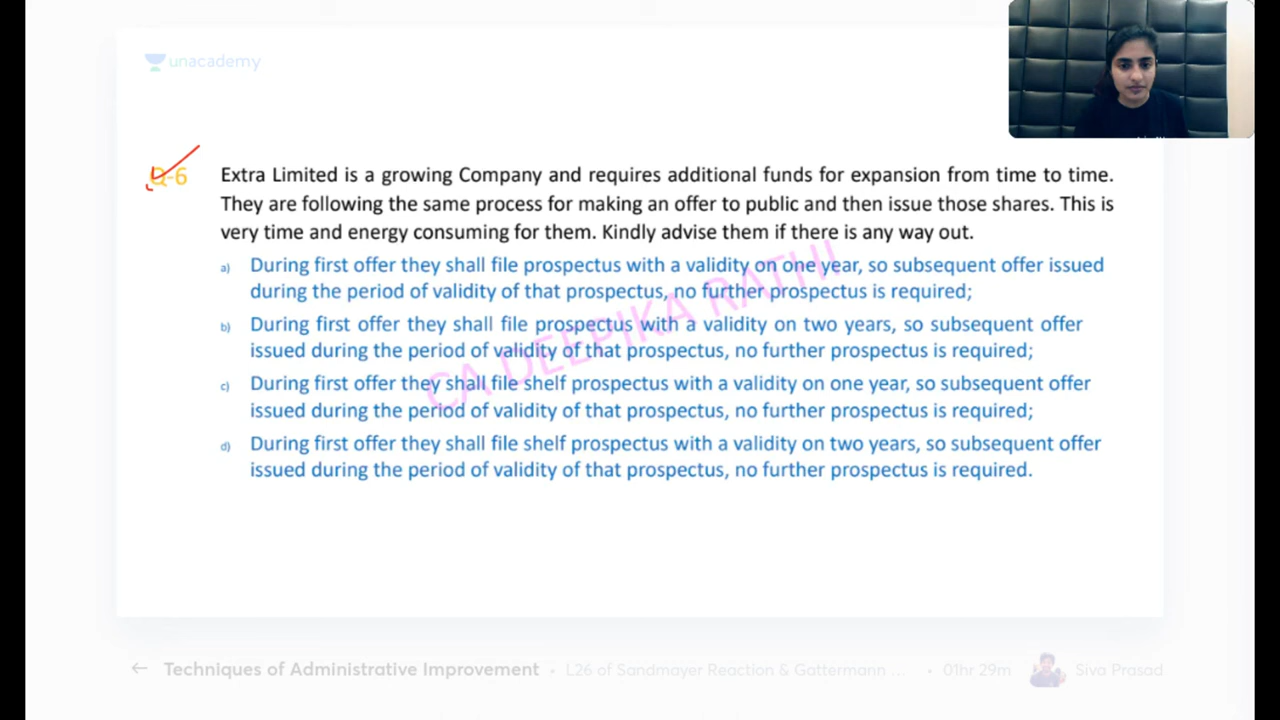 unacademy
Q-6
Extra Limited is a growing Company and requires additional funds for expansion from time to time.
They are following the same process for making an offer to public and then issue those shares. This is
very time and energy consuming for them. Kindly advise them if there is any way out.
a) During first offer they shall file prospectus with a validity on one year, so subsequent offer issued
during the period of validity of that prospectus, no further prospectus is required;
b) During first offer they shall file prospectus with a validity on two years, so subsequent offer
issued during the period of validity of that prospectus, no further prospectus is required;
c) During first offer they shall file shelf prospectus with a validity on one year, so subsequent offer
issued during the period of validity of that prospectus, no further prospectus is required;
d) During first offer they shall file shelf prospectus with a validity on two years, so subsequent offer
issued during the period of validity of that prospectus, no further prospectus is required.
CA DEEPIKA RATHI
← Techniques of Administrative Improvement • L26 of Sandmayer Reaction & Gattermann ... • 01hr 29m Siva Prasad